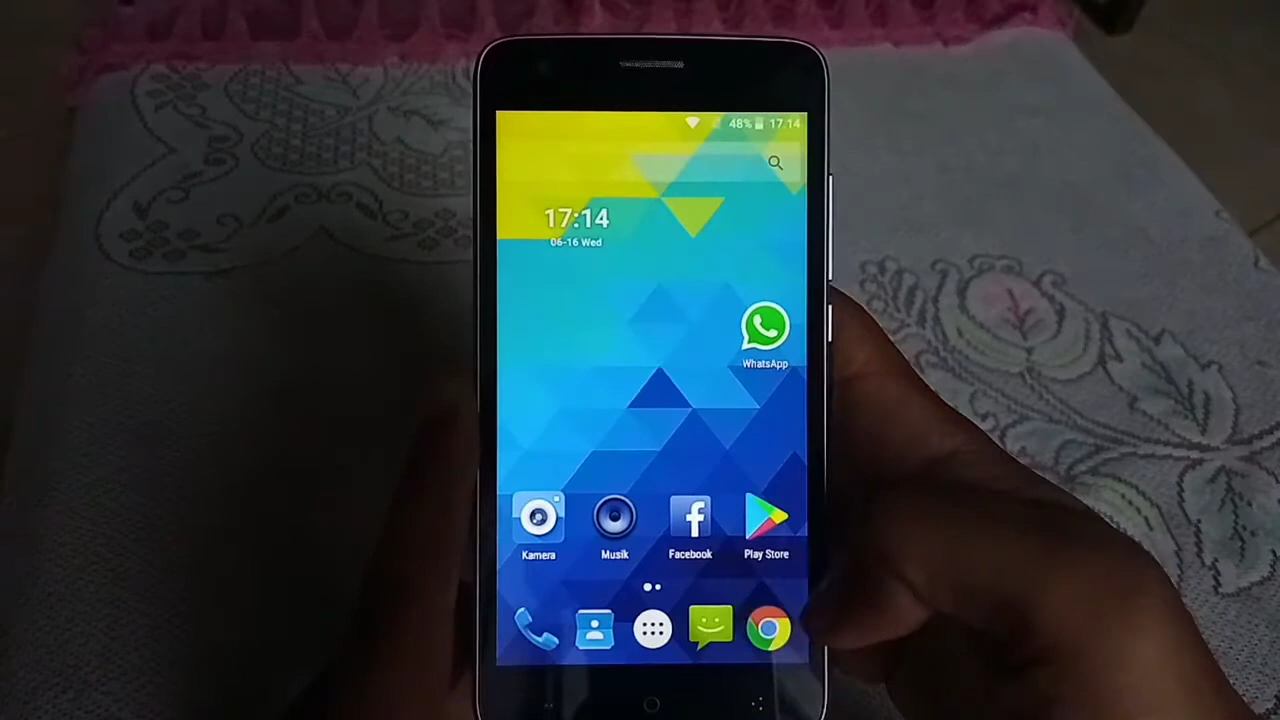 48% 17.14
17:14
06-16 Wed
WhatsApp
Kamera
Musik
Facebook
Play Store